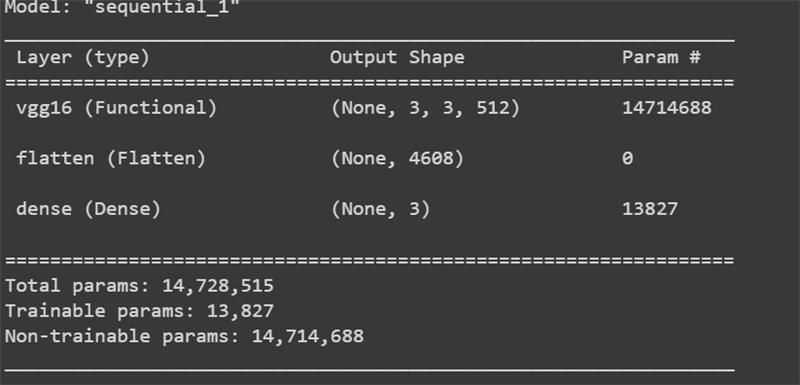 Model: "sequential_1"
_________________________________________________________________
Layer (type) Output Shape Param #
=================================================================
vgg16 (Functional) (None, 3, 3, 512) 14714688
flatten (Flatten) (None, 4608) 0
dense (Dense) (None, 3) 13827
=================================================================
Total params: 14,728,515
Trainable params: 13,827
Non-trainable params: 14,714,688
_________________________________________________________________